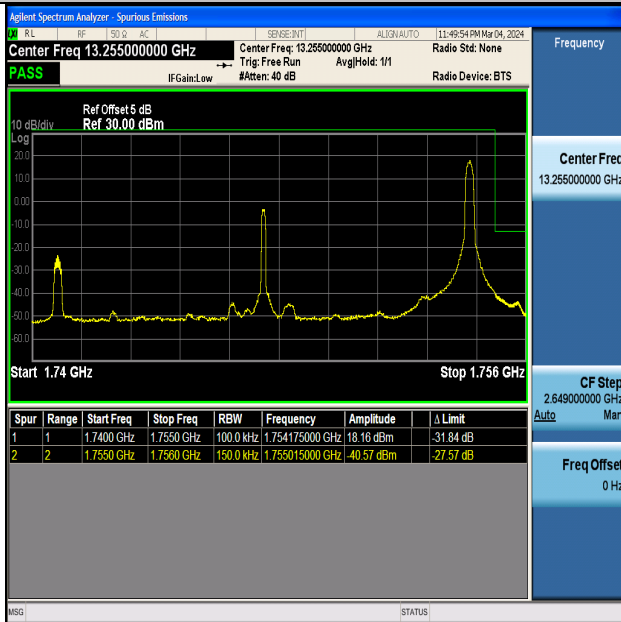 Agilent Spectrum Analyzer - Spurious Emissions
RL RF 50 Ω AC SENSE:INT ALIGN AUTO 11:49:54 PM Mar 04, 2024
Center Freq 13.255000000 GHz
Center Freq: 13.255000000 GHz
Radio Std: None
Trig: Free Run Avg|Hold: 1/1
PASS
IFGain:Low
#Atten: 40 dB
Radio Device: BTS
Frequency
Ref Offset 5 dB
10 dB/div Ref 30.00 dBm
Log
20.0
10.0
0.00
-10.0
-20.0
-30.0
-40.0
-50.0
-60.0
Start 1.74 GHz
Stop 1.756 GHz
Center Freq
13.255000000 GHz
CF Step
2.649000000 GHz
Auto Man
Freq Offset
0 Hz
Spur Range Start Freq Stop Freq RBW Frequency Amplitude Δ Limit
1 1 1.7400 GHz 1.7550 GHz 100.0 kHz 1.754175000 GHz 18.16 dBm -31.84 dB
2 2 1.7550 GHz 1.7560 GHz 150.0 kHz 1.755015000 GHz -40.57 dBm -27.57 dB
MSG STATUS